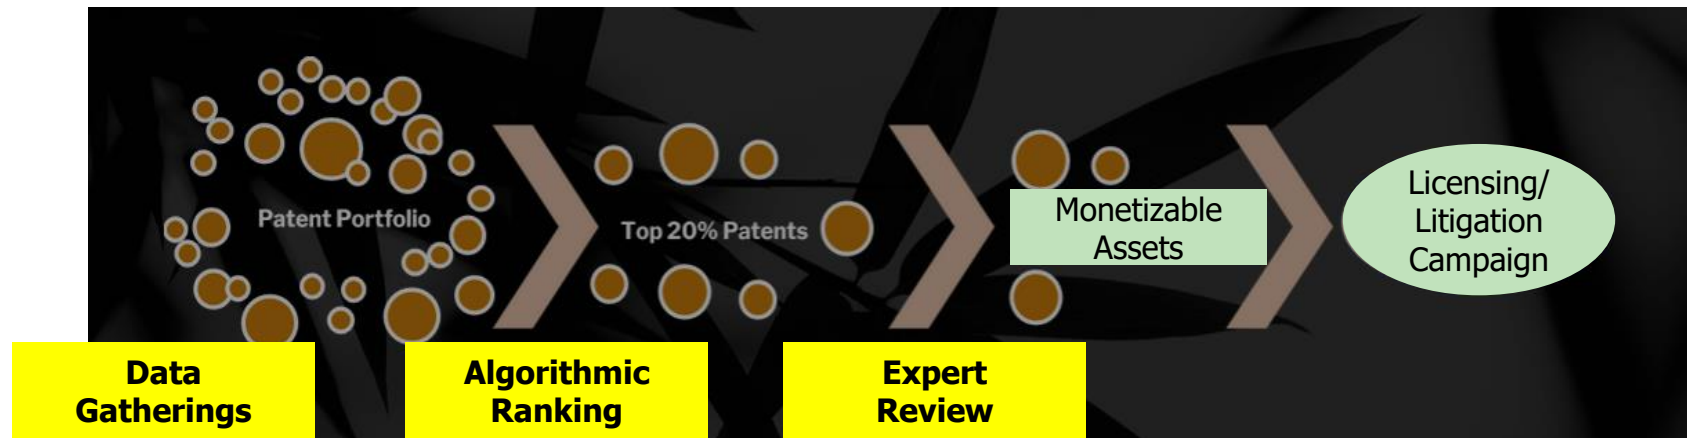 Patent Portfolio
Top 20% Patents
Monetizable
Assets
Licensing/
Litigation
Campaign
Data
Gatherings
Algorithmic
Ranking
Expert
Review